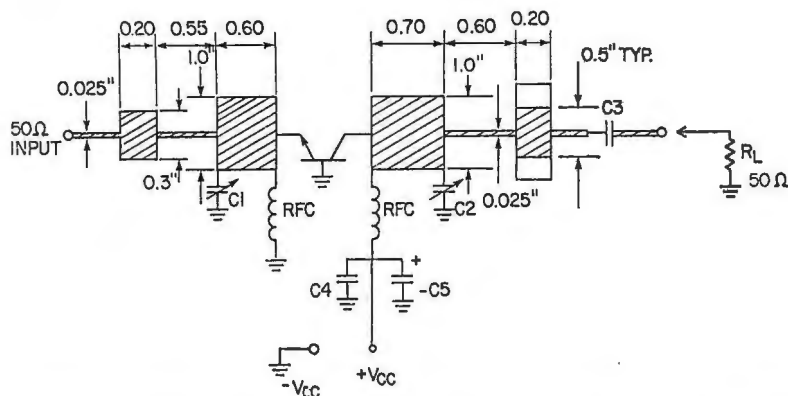 0.20 0.55 0.60 0.70 0.60 0.20
1.0" 1.0" 0.5" TYP.
0.025" C3
50Ω
INPUT
0.3" C1 RFC RFC C2 0.025" RL
50Ω
+
C4 -C5
-VCC +VCC